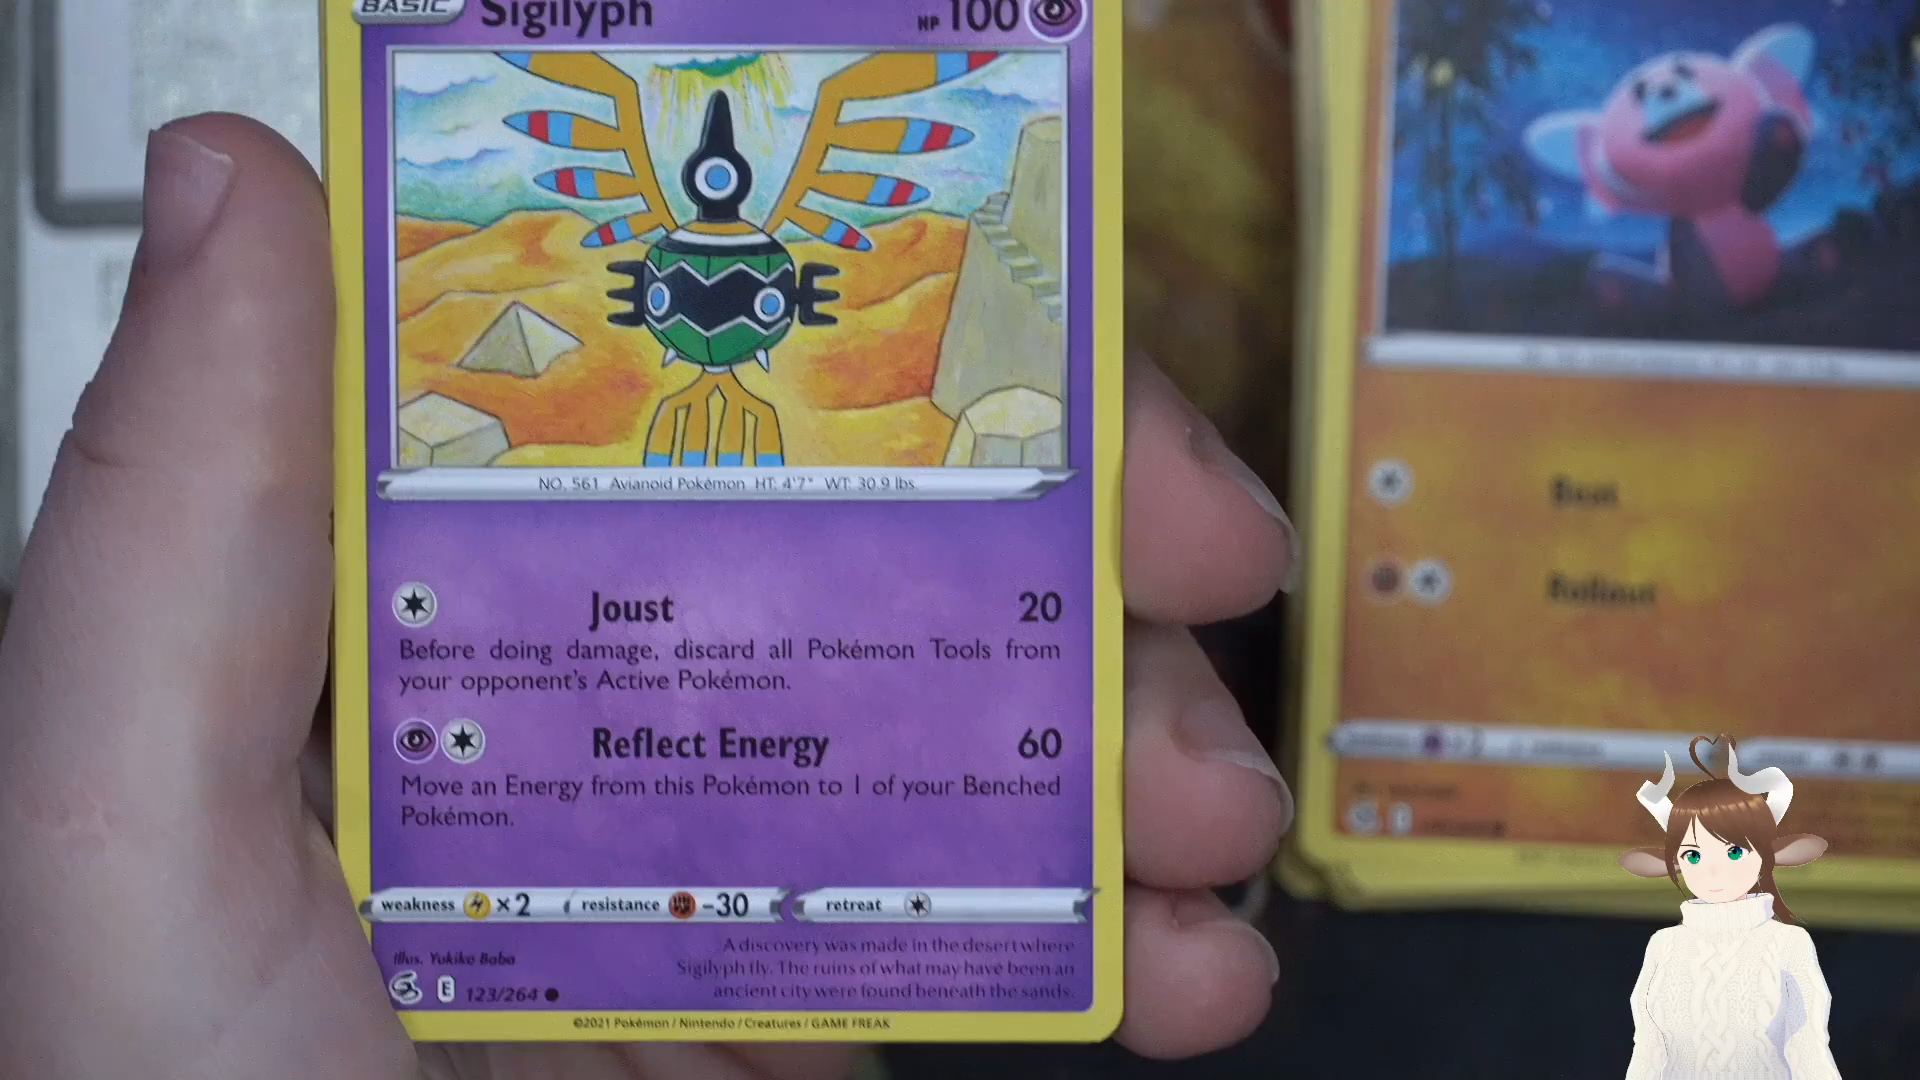 BASIC Sigilyph HP 100
NO. 561 Avianoid Pokémon HT: 4'7" WT: 30.9 lbs.
Joust 20
Before doing damage, discard all Pokémon Tools from
your opponent's Active Pokémon.
Reflect Energy 60
Move an Energy from this Pokémon to 1 of your Benched
Pokémon.
weakness ×2 resistance -30 retreat
Illus. Yukiko Baba
E 123/264
A discovery was made in the desert where
Sigilyph fly. The ruins of what may have been an
ancient city were found beneath the sands.
©2021 Pokémon / Nintendo / Creatures / GAME FREAK
Beat
Rollout